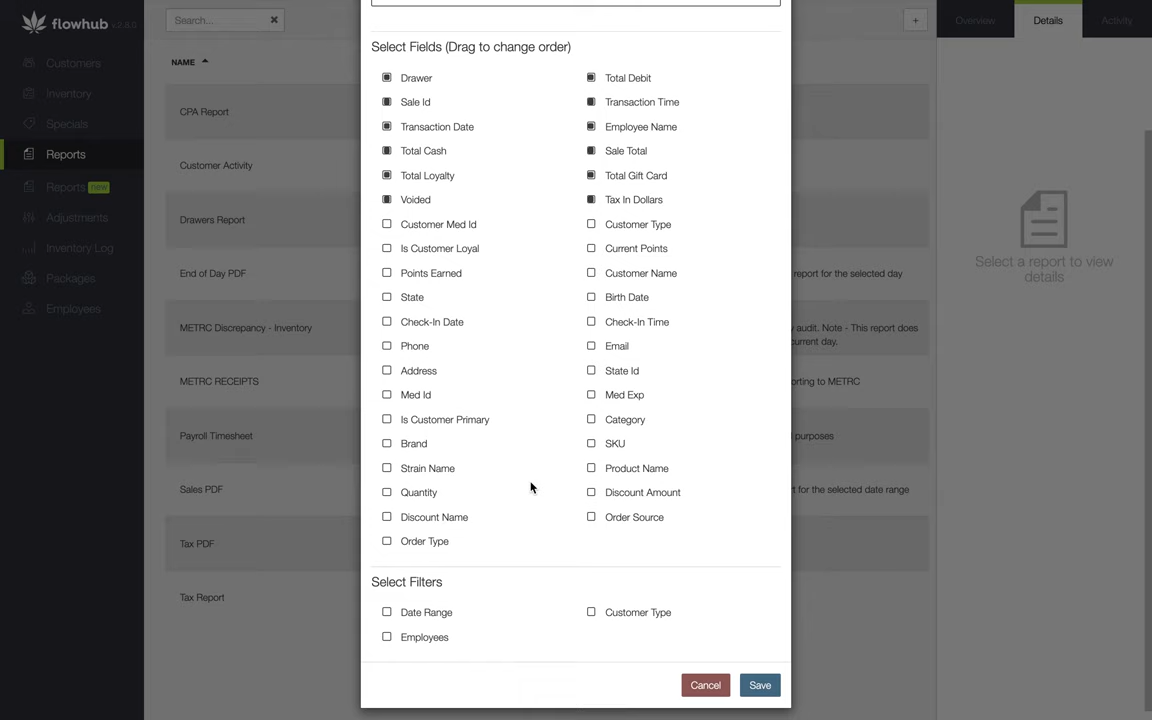 flowhub v2.8.0
Customers
Inventory
Specials
Reports
Reports new
Adjustments
Inventory Log
Packages
Employees
Search...
NAME
CPA Report
Customer Activity
Drawers Report
End of Day PDF
METRC Discrepancy - Inventory
METRC RECEIPTS
Payroll Timesheet
Sales PDF
Tax PDF
Tax Report
Select Fields (Drag to change order)
Drawer
Total Debit
Sale Id
Transaction Time
Transaction Date
Employee Name
Total Cash
Sale Total
Total Loyalty
Total Gift Card
Voided
Tax In Dollars
Customer Med Id
Customer Type
Is Customer Loyal
Current Points
Points Earned
Customer Name
State
Birth Date
Check-In Date
Check-In Time
Phone
Email
Address
State Id
Med Id
Med Exp
Is Customer Primary
Category
Brand
SKU
Strain Name
Product Name
Quantity
Discount Amount
Discount Name
Order Source
Order Type
Select Filters
Date Range
Customer Type
Employees
Cancel
Save
+
report for the selected day
audit. Note - This report does
current day.
orting to METRC
purposes
t for the selected date range
Overview
Details
Activity
Select a report to view
details